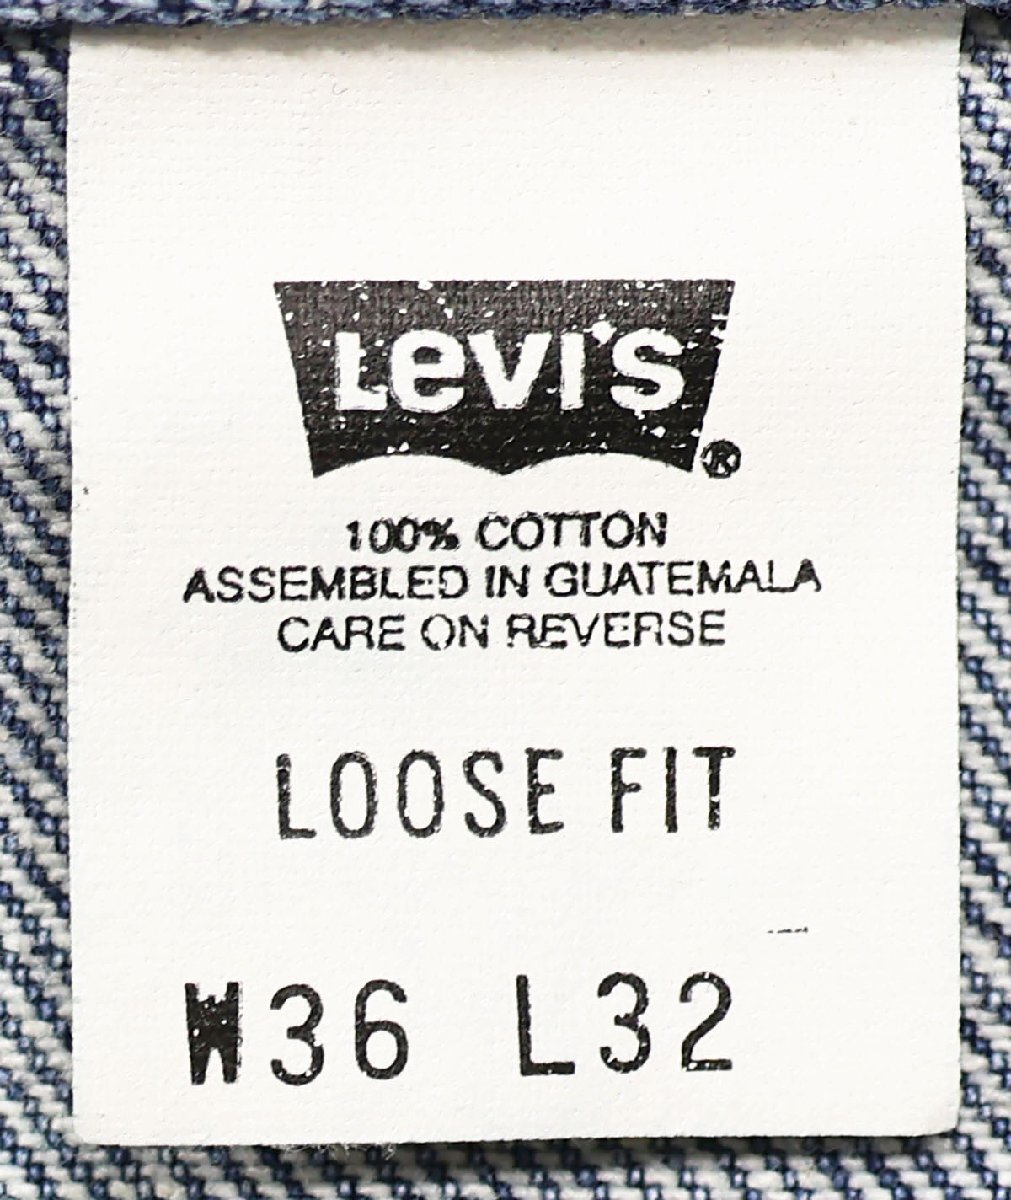 Levi's ®
100% COTTON
ASSEMBLED IN GUATEMALA
CARE ON REVERSE
LOOSE FIT
W36 L32